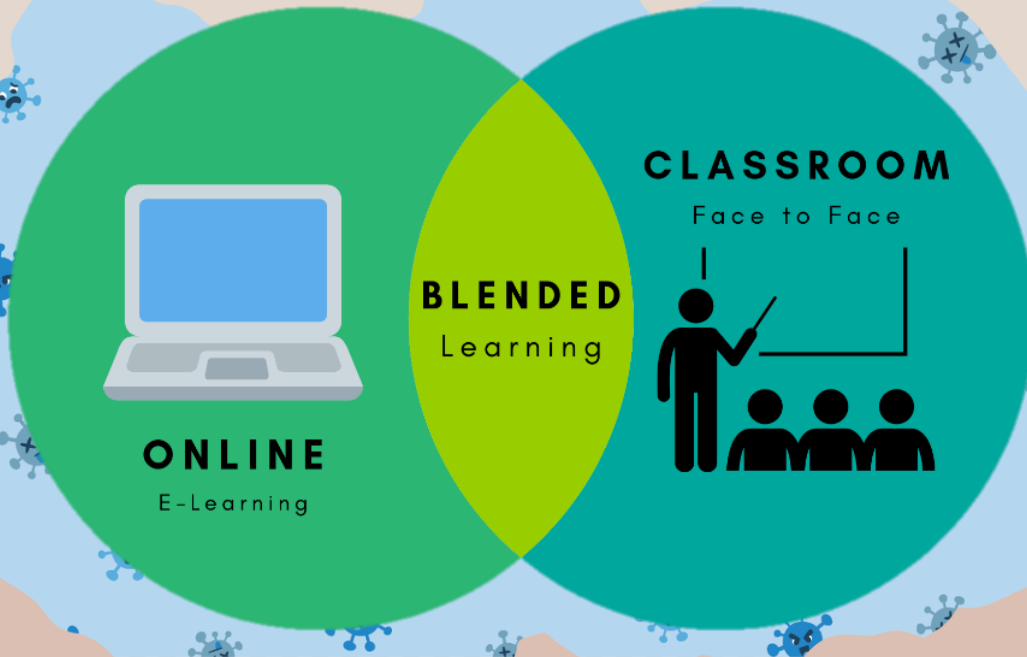 ONLINE
E-Learning
BLENDED
Learning
CLASSROOM
Face to Face